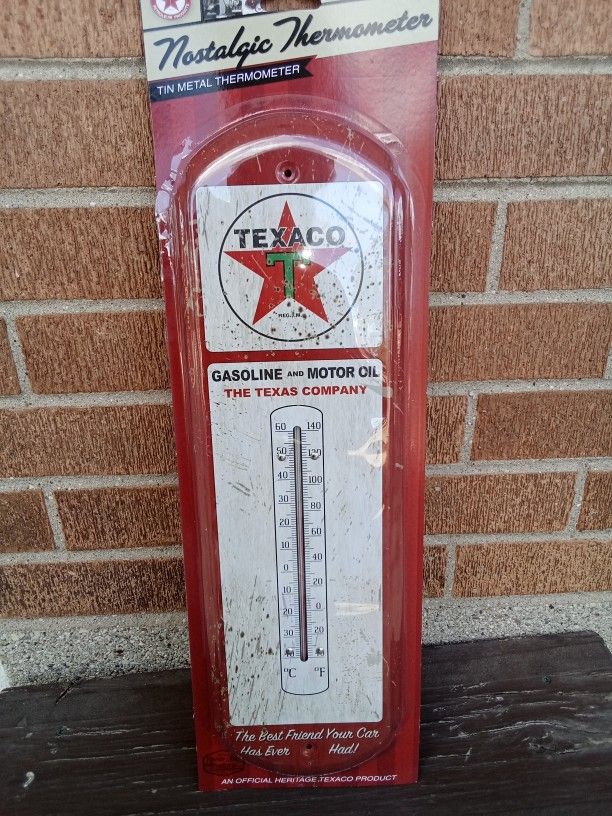 Nostalgic Thermometer
TIN METAL THERMOMETER
TEXACO
T
REG. T.M.
GASOLINE AND MOTOR OIL
THE TEXAS COMPANY
60 140
50 120
40 100
30 80
20 60
10 40
0 20
10 0
20 20
30
40
°C °F
The Best Friend Your Car
Has Ever Had!
AN OFFICIAL HERITAGE TEXACO PRODUCT